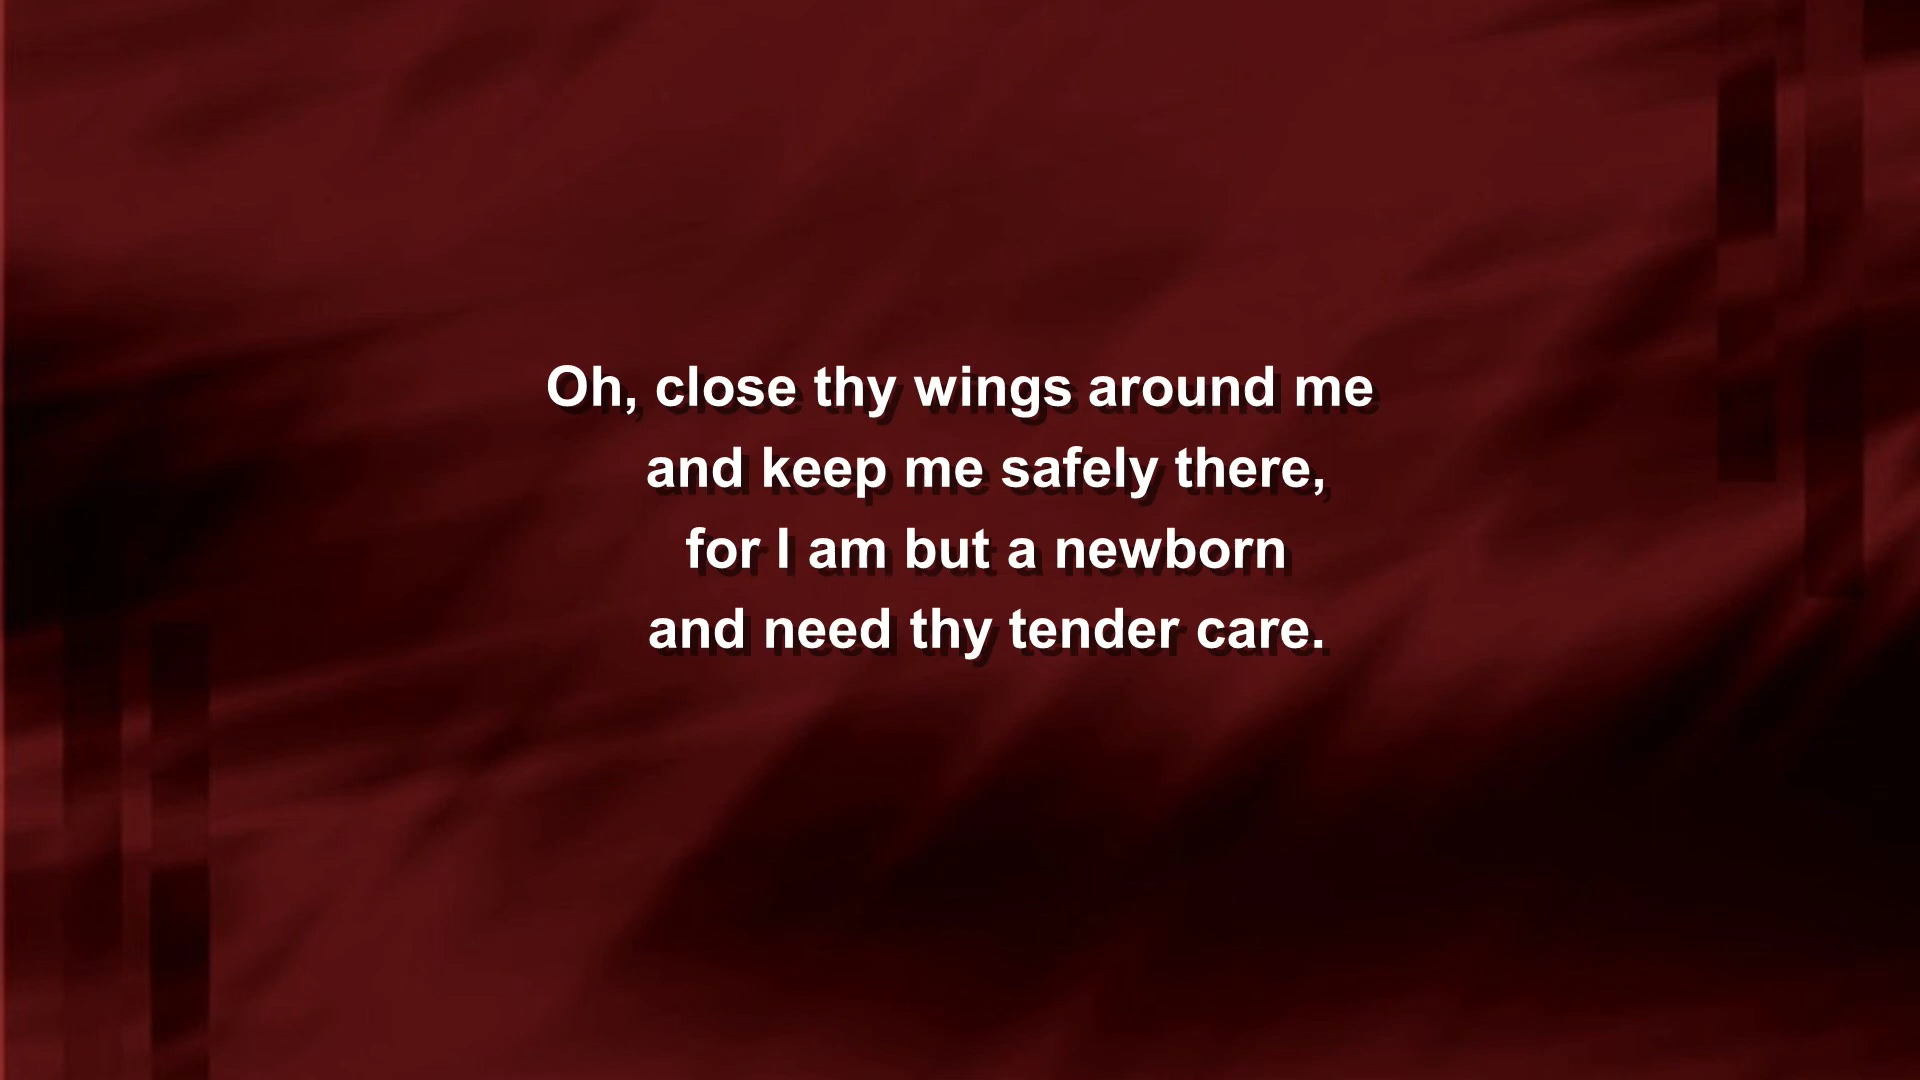 Oh, close thy wings around me
and keep me safely there,
for I am but a newborn
and need thy tender care.